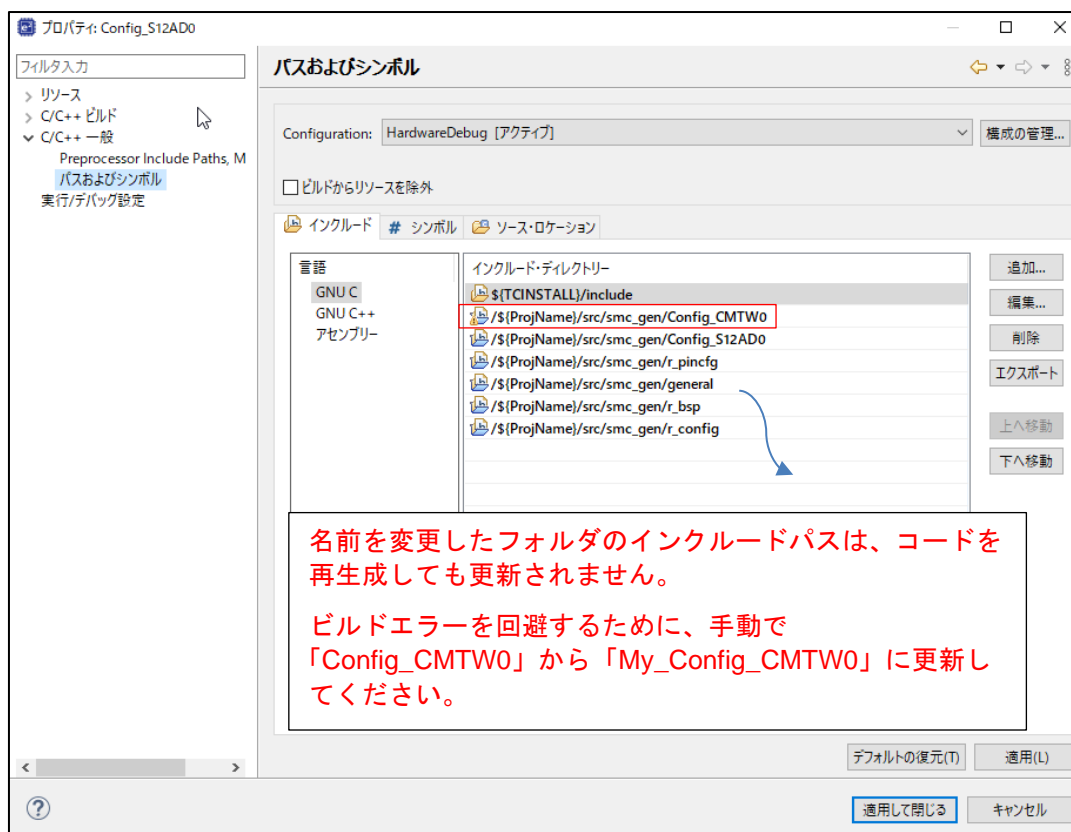 プロパティ: Config_S12AD0
フィルタ入力
リソース
C/C++ ビルド
C/C++ 一般
Preprocessor Include Paths, M
パスおよびシンボル
実行/デバッグ設定
パスおよびシンボル
Configuration: HardwareDebug [アクティブ] 構成の管理...
ビルドからリソースを除外
インクルード # シンボル ソース・ロケーション
言語
GNU C
GNU C++
アセンブリー
インクルード・ディレクトリー
${TCINSTALL}/include
/${ProjName}/src/smc_gen/Config_CMTW0
/${ProjName}/src/smc_gen/Config_S12AD0
/${ProjName}/src/smc_gen/r_pincfg
/${ProjName}/src/smc_gen/general
/${ProjName}/src/smc_gen/r_bsp
/${ProjName}/src/smc_gen/r_config
追加...
編集...
削除
エクスポート
上へ移動
下へ移動
名前を変更したフォルダのインクルードパスは、コードを
再生成しても更新されません。
ビルドエラーを回避するために、手動で
「Config_CMTW0」から「My_Config_CMTW0」に更新し
てください。
デフォルトの復元(T) 適用(L)
? 適用して閉じる キャンセル